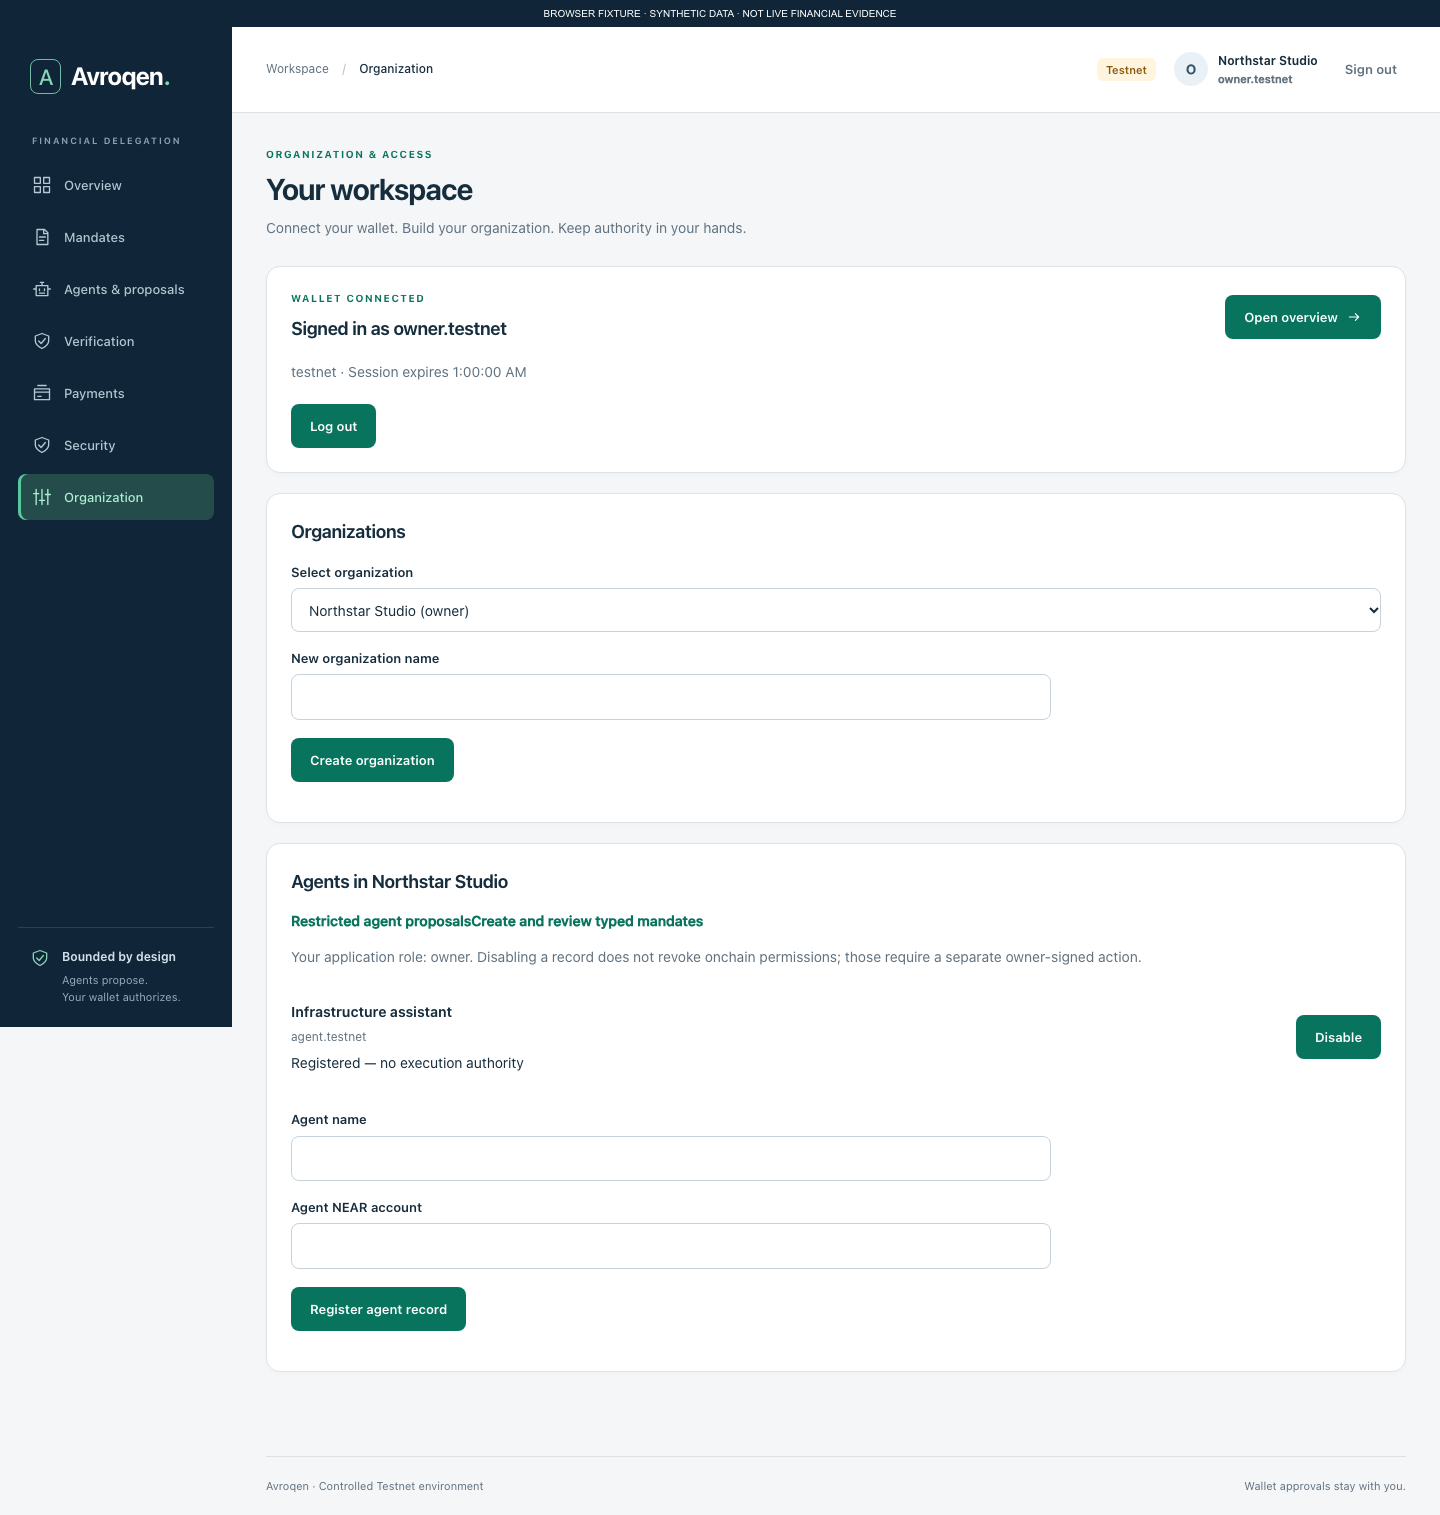 BROWSER FIXTURE · SYNTHETIC DATA · NOT LIVE FINANCIAL EVIDENCE
A Avroqen.
FINANCIAL DELEGATION
Overview
Mandates
Agents & proposals
Verification
Payments
Security
Organization
Bounded by design
Agents propose.
Your wallet authorizes.
Workspace / Organization
Testnet
O
Northstar Studio
owner.testnet
Sign out
ORGANIZATION & ACCESS
Your workspace
Connect your wallet. Build your organization. Keep authority in your hands.
WALLET CONNECTED
Signed in as owner.testnet
Open overview →
testnet · Session expires 1:00:00 AM
Log out
Organizations
Select organization
Northstar Studio (owner)
New organization name
Create organization
Agents in Northstar Studio
Restricted agent proposalsCreate and review typed mandates
Your application role: owner. Disabling a record does not revoke onchain permissions; those require a separate owner-signed action.
Infrastructure assistant
agent.testnet
Registered — no execution authority
Disable
Agent name
Agent NEAR account
Register agent record
Avroqen · Controlled Testnet environment
Wallet approvals stay with you.